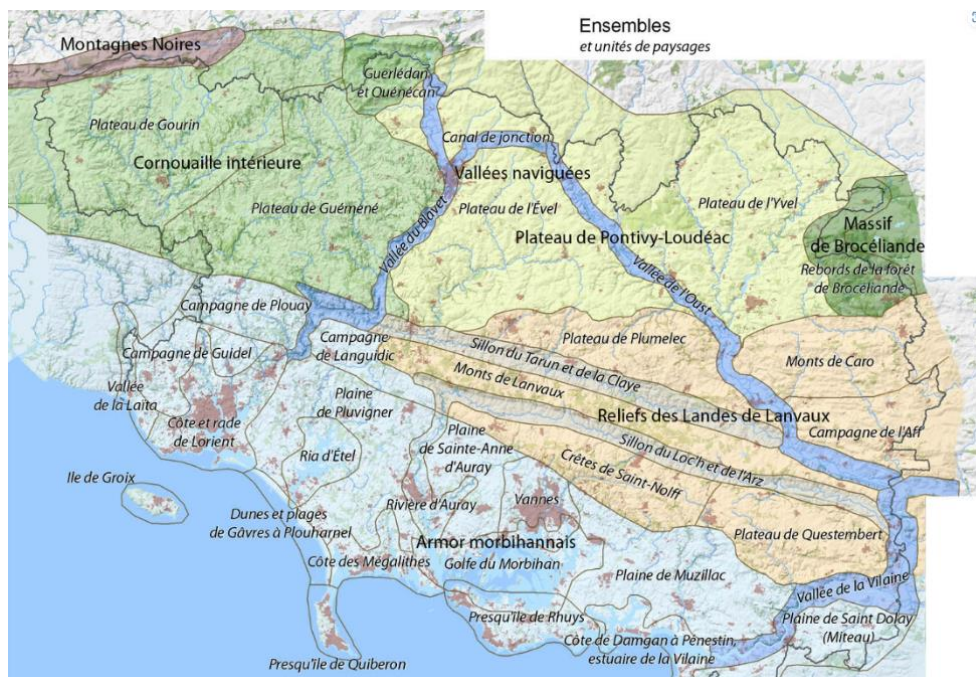 Ensembles
et unités de paysages
Montagnes Noires
Guerlédan
et Quénécan
Plateau de Gourin
Canal de jonction
Cornouaille intérieure
Vallées naviguées
Plateau de Guémené
Plateau de l'Ével
Plateau de l'Yvel
Massif
de Brocéliande
Plateau de Pontivy-Loudéac
Vallée du Blavet
Rebords de la forêt
de Brocéliande
Vallée de l'Oust
Campagne de Plouay
Campagne de Guidel
Campagne
de Languidic
Plateau de Plumelec
Sillon du Tarun et de la Claye
Monts de Caro
Monts de Lanvaux
Vallée
de la Laïta
Plaine
de Pluvigner
Côte et rade
de Lorient
Reliefs des Landes de Lanvaux
Campagne de l'Aff
Plaine
de Sainte-Anne
d'Auray
Sillon du Loc'h et de l'Arz
Ria d'Étel
Crêtes de Saint-Nolff
Ile de Groix
Rivière d'Auray
Vannes
Dunes et plages
de Gâvres à Plouharnel
Plateau de Questembert
Armor morbihannais
Côte des Mégalithes
Golfe du Morbihan
Plaine de Muzillac
Vallée de la Vilaine
Presqu'île de Rhuys
Plaine de Saint Dolay
(Miteau)
Côte de Damgan à Pénestin,
estuaire de la Vilaine
Presqu'île de Quiberon